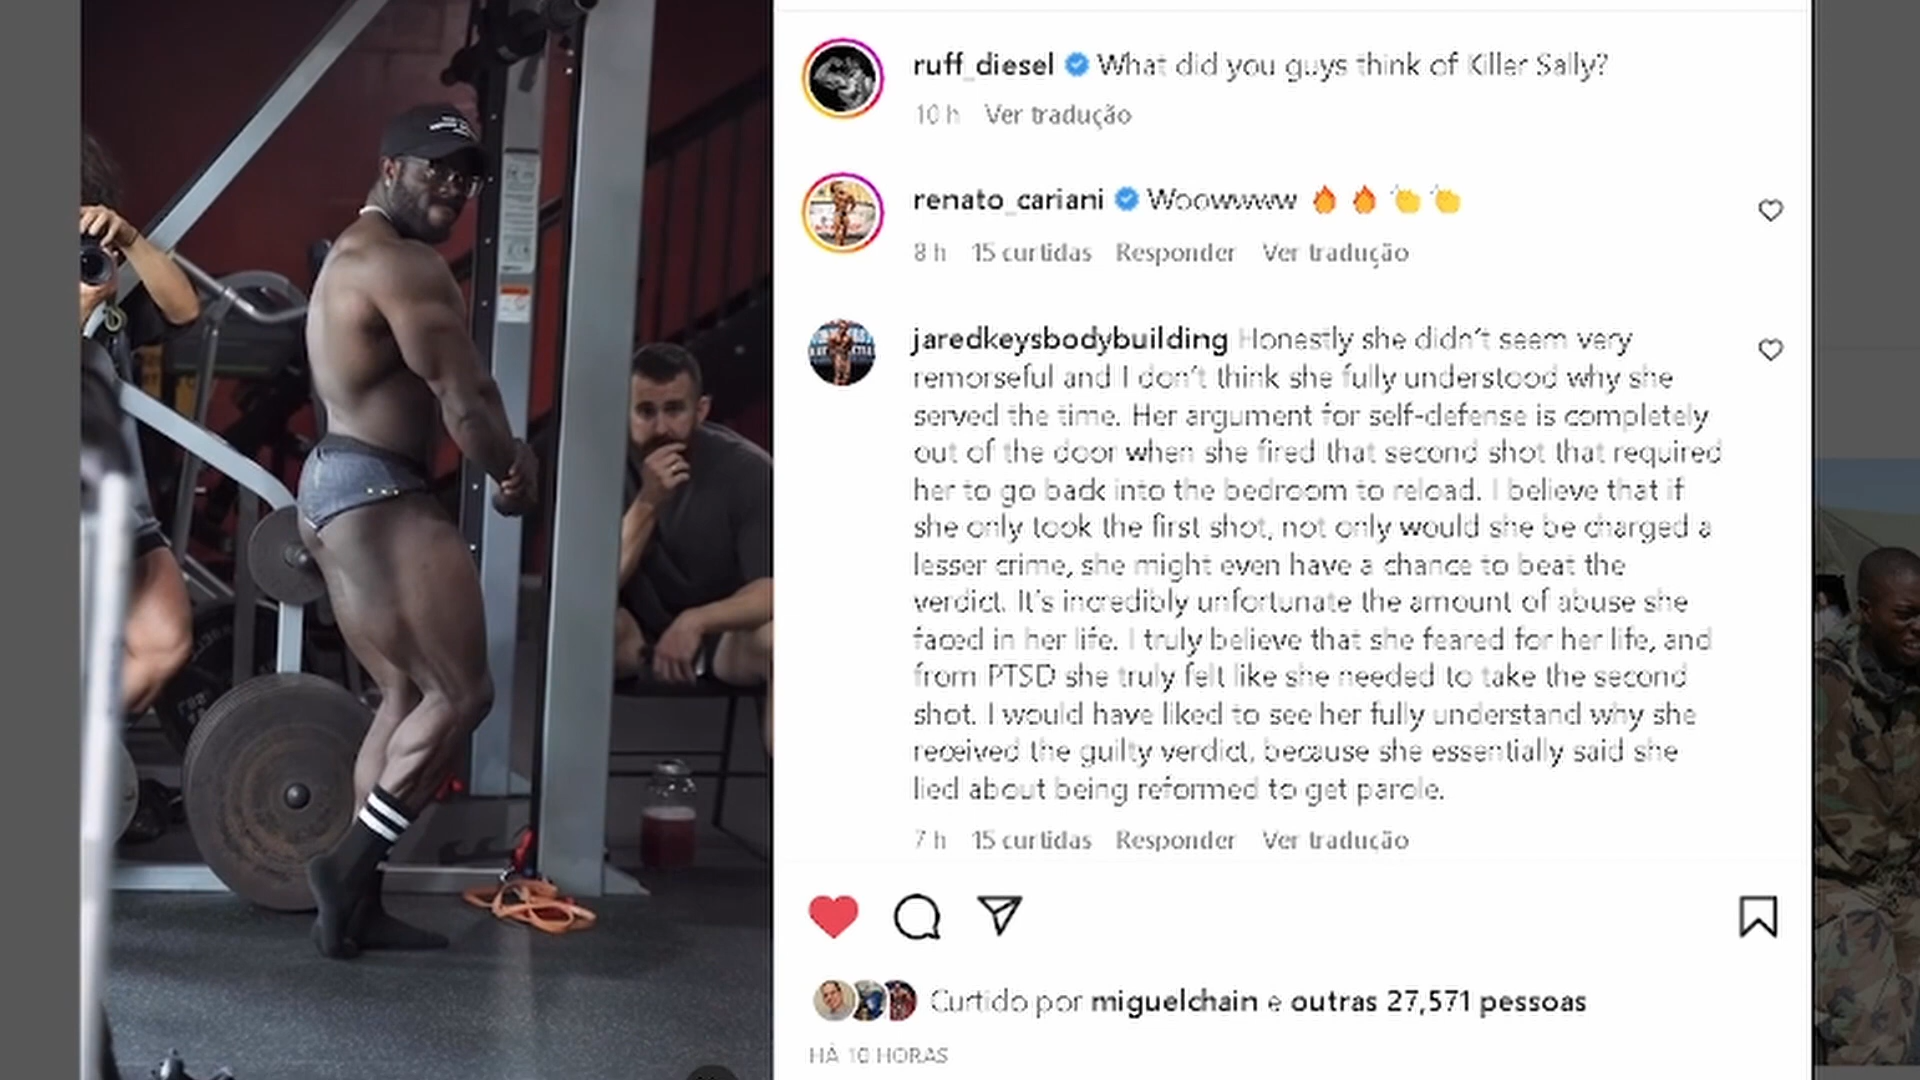 ruff_diesel What did you guys think of Killer Sally?
10 h Ver tradução
renato_cariani Woowwww 🔥 🔥 👏 👏
8 h 15 curtidas Responder Ver tradução
jaredkeysbodybuilding Honestly she didn't seem very
remorseful and I don't think she fully understood why she
served the time. Her argument for self-defense is completely
out of the door when she fired that second shot that required
her to go back into the bedroom to reload. I believe that if
she only took the first shot, not only would she be charged a
lesser crime, she might even have a chance to beat the
verdict. It's incredibly unfortunate the amount of abuse she
faced in her life. I truly believe that she feared for her life, and
from PTSD she truly felt like she needed to take the second
shot. I would have liked to see her fully understand why she
received the guilty verdict, because she essentially said she
lied about being reformed to get parole.
7 h 15 curtidas Responder Ver tradução
Curtido por miguelchain e outras 27,571 pessoas
HÁ 10 HORAS